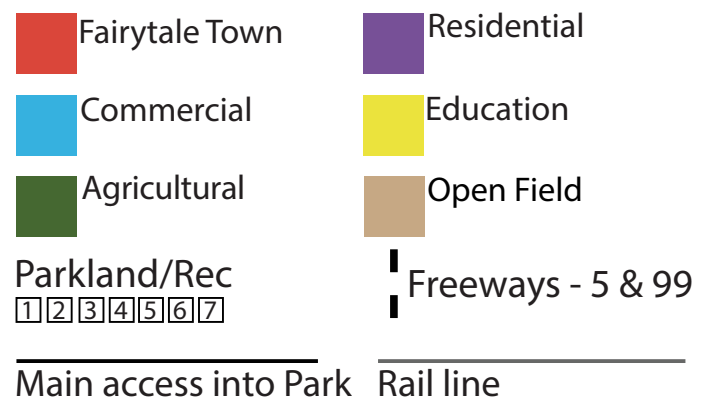 Fairytale Town
Residential
Commercial
Education
Agricultural
Open Field
Parkland/Rec
1 2 3 4 5 6 7
Freeways - 5 & 99
Main access into Park
Rail line